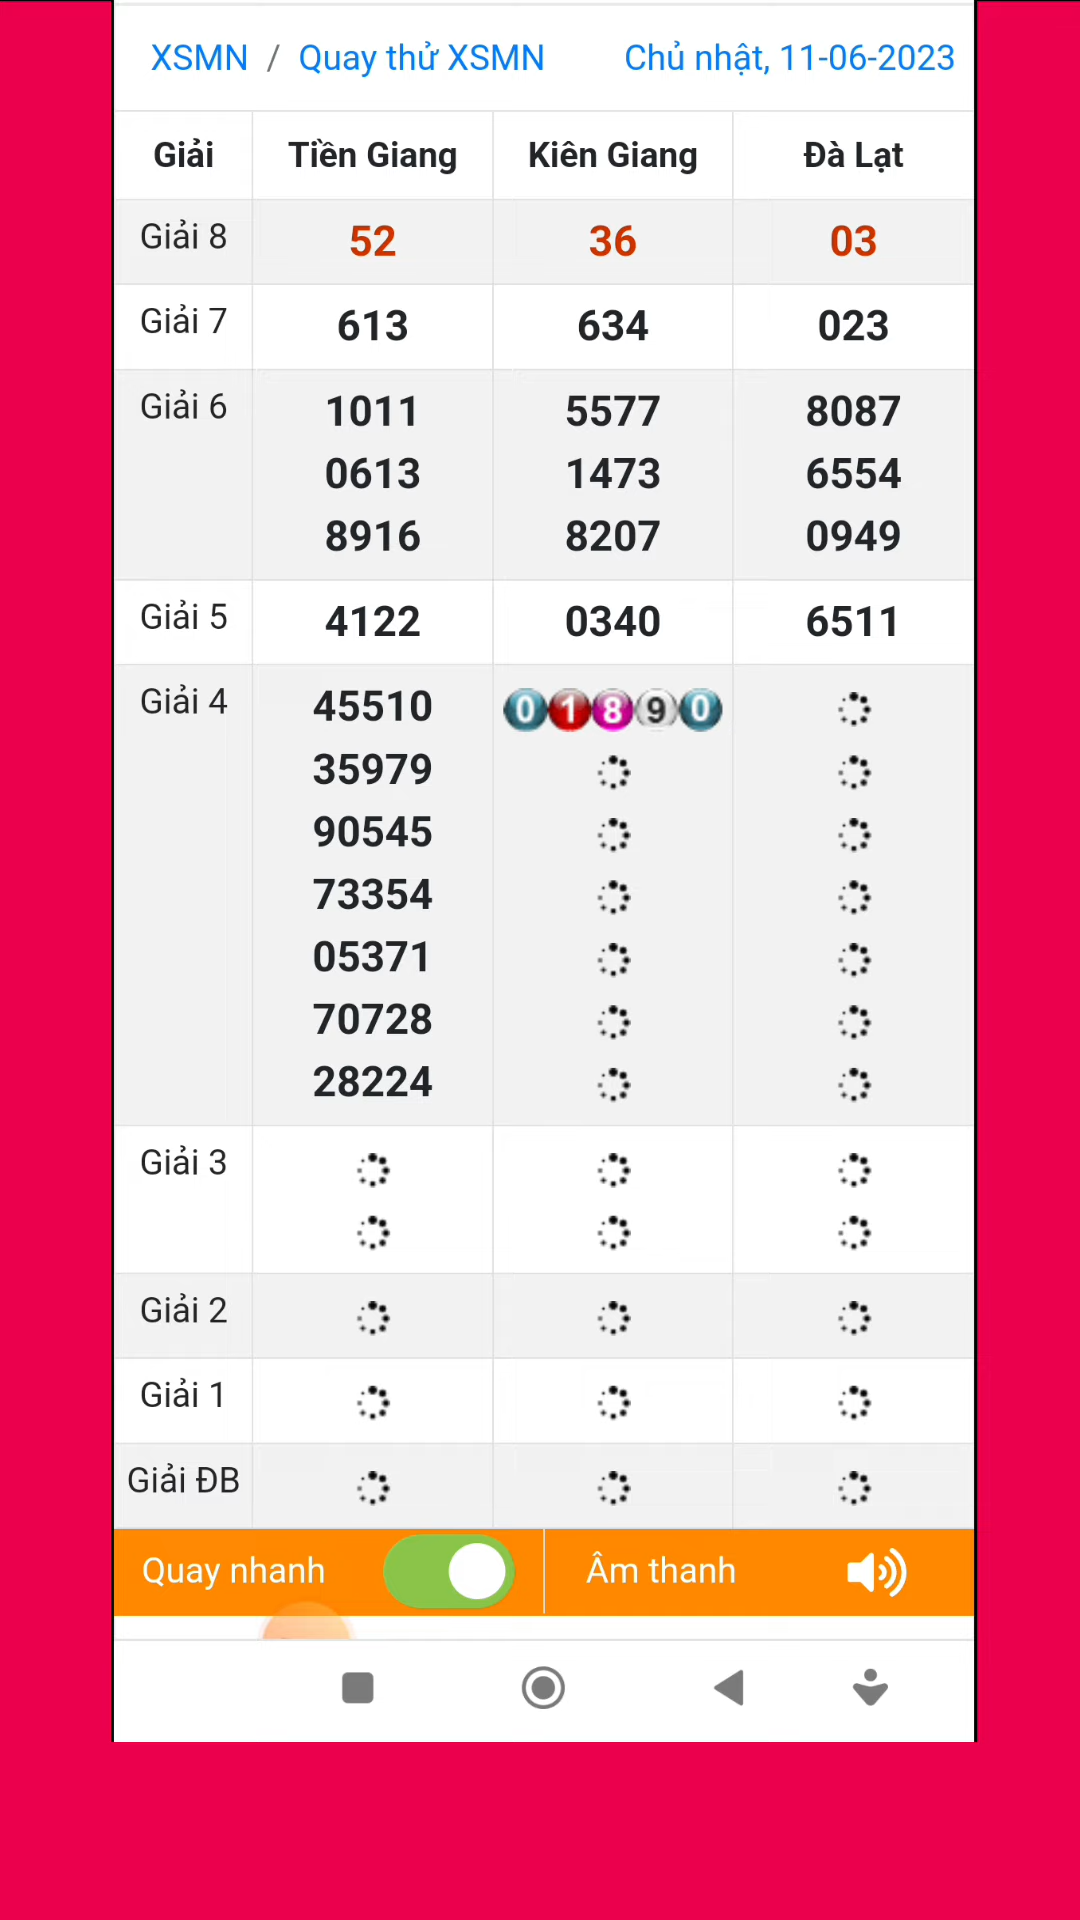 XSMN / Quay thử XSMN Chủ nhật, 11-06-2023
Giải Tiền Giang Kiên Giang Đà Lạt
Giải 8 52 36 03
Giải 7 613 634 023
Giải 6 1011 5577 8087
0613 1473 6554
8916 8207 0949
Giải 5 4122 0340 6511
Giải 4 45510 01890
35979
90545
73354
05371
70728
28224
Giải 3
Giải 2
Giải 1
Giải ĐB
Quay nhanh Âm thanh